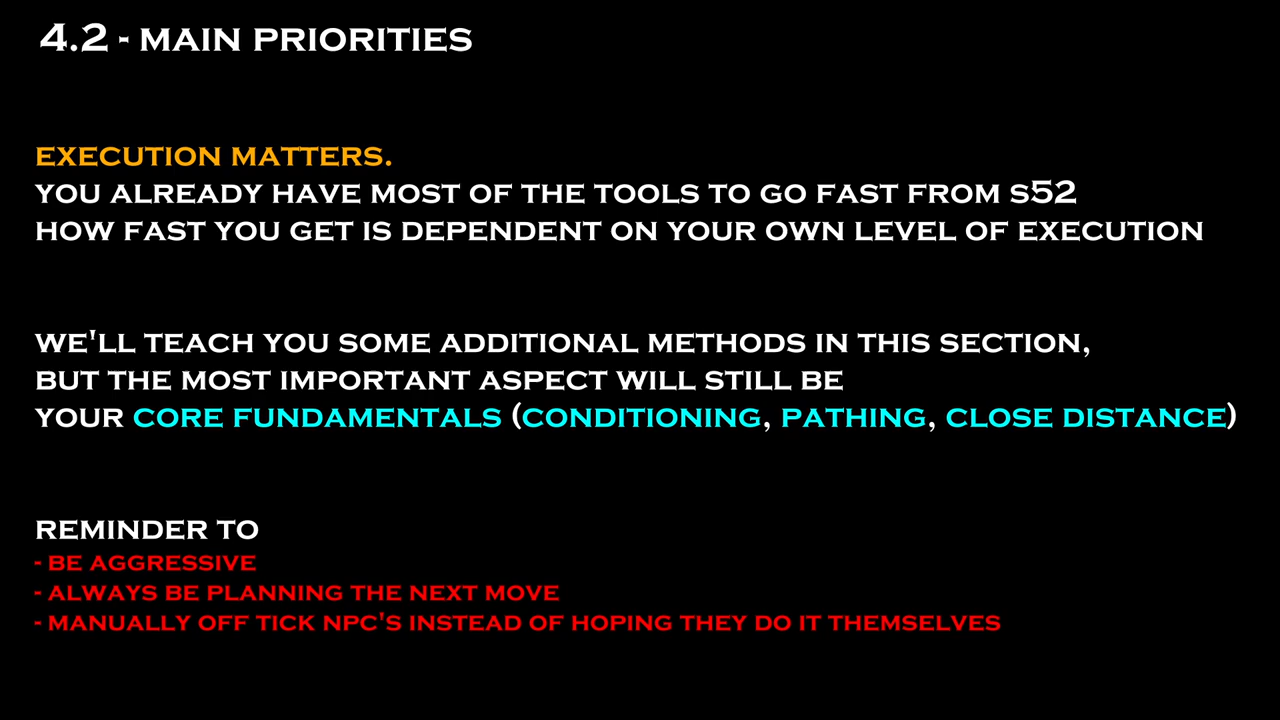 4.2 - MAIN PRIORITIES
EXECUTION MATTERS.
YOU ALREADY HAVE MOST OF THE TOOLS TO GO FAST FROM S52
HOW FAST YOU GET IS DEPENDENT ON YOUR OWN LEVEL OF EXECUTION
WE'LL TEACH YOU SOME ADDITIONAL METHODS IN THIS SECTION,
BUT THE MOST IMPORTANT ASPECT WILL STILL BE
YOUR CORE FUNDAMENTALS (CONDITIONING, PATHING, CLOSE DISTANCE)
REMINDER TO
- BE AGGRESSIVE
- ALWAYS BE PLANNING THE NEXT MOVE
- MANUALLY OFF TICK NPC'S INSTEAD OF HOPING THEY DO IT THEMSELVES